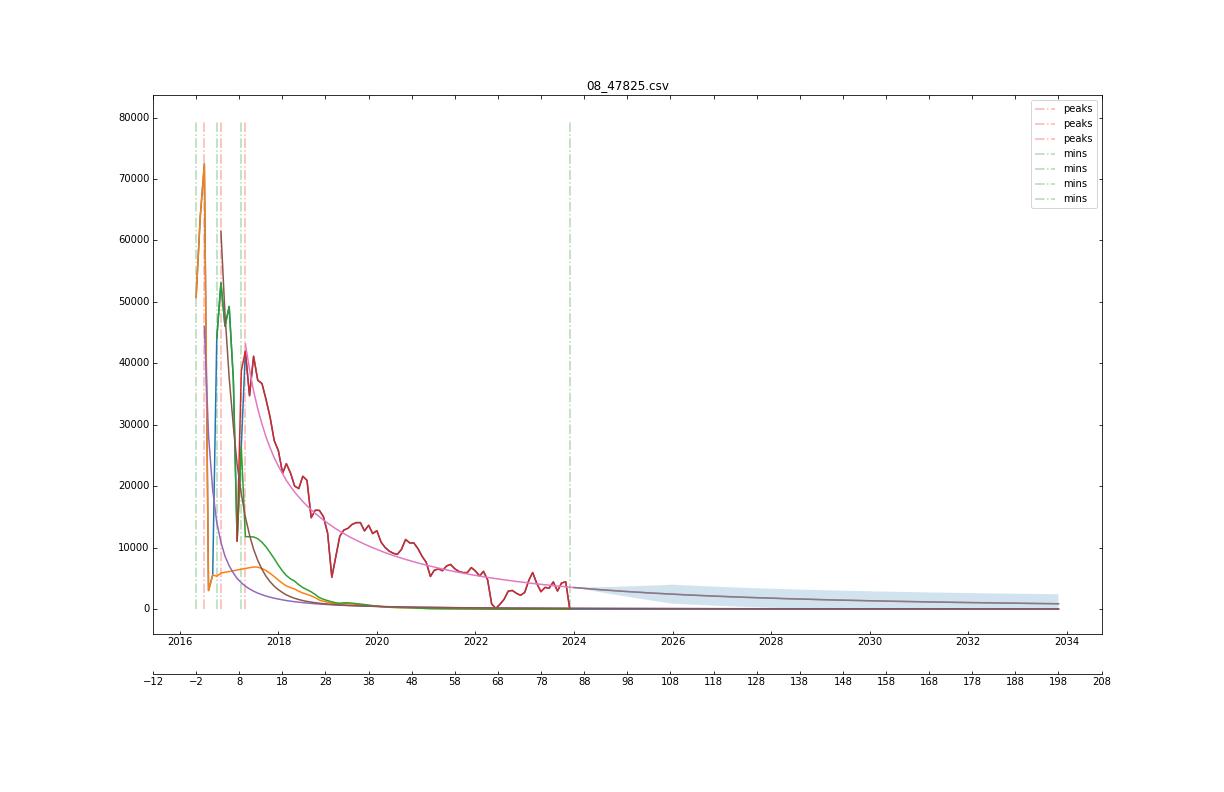 08_47825.csv
peaks
peaks
peaks
mins
mins
mins
mins
80000
70000
60000
50000
40000
30000
20000
10000
0
2016 2018 2020 2022 2024 2026 2028 2030 2032 2034
−12 −2 8 18 28 38 48 58 68 78 88 98 108 118 128 138 148 158 168 178 188 198 208